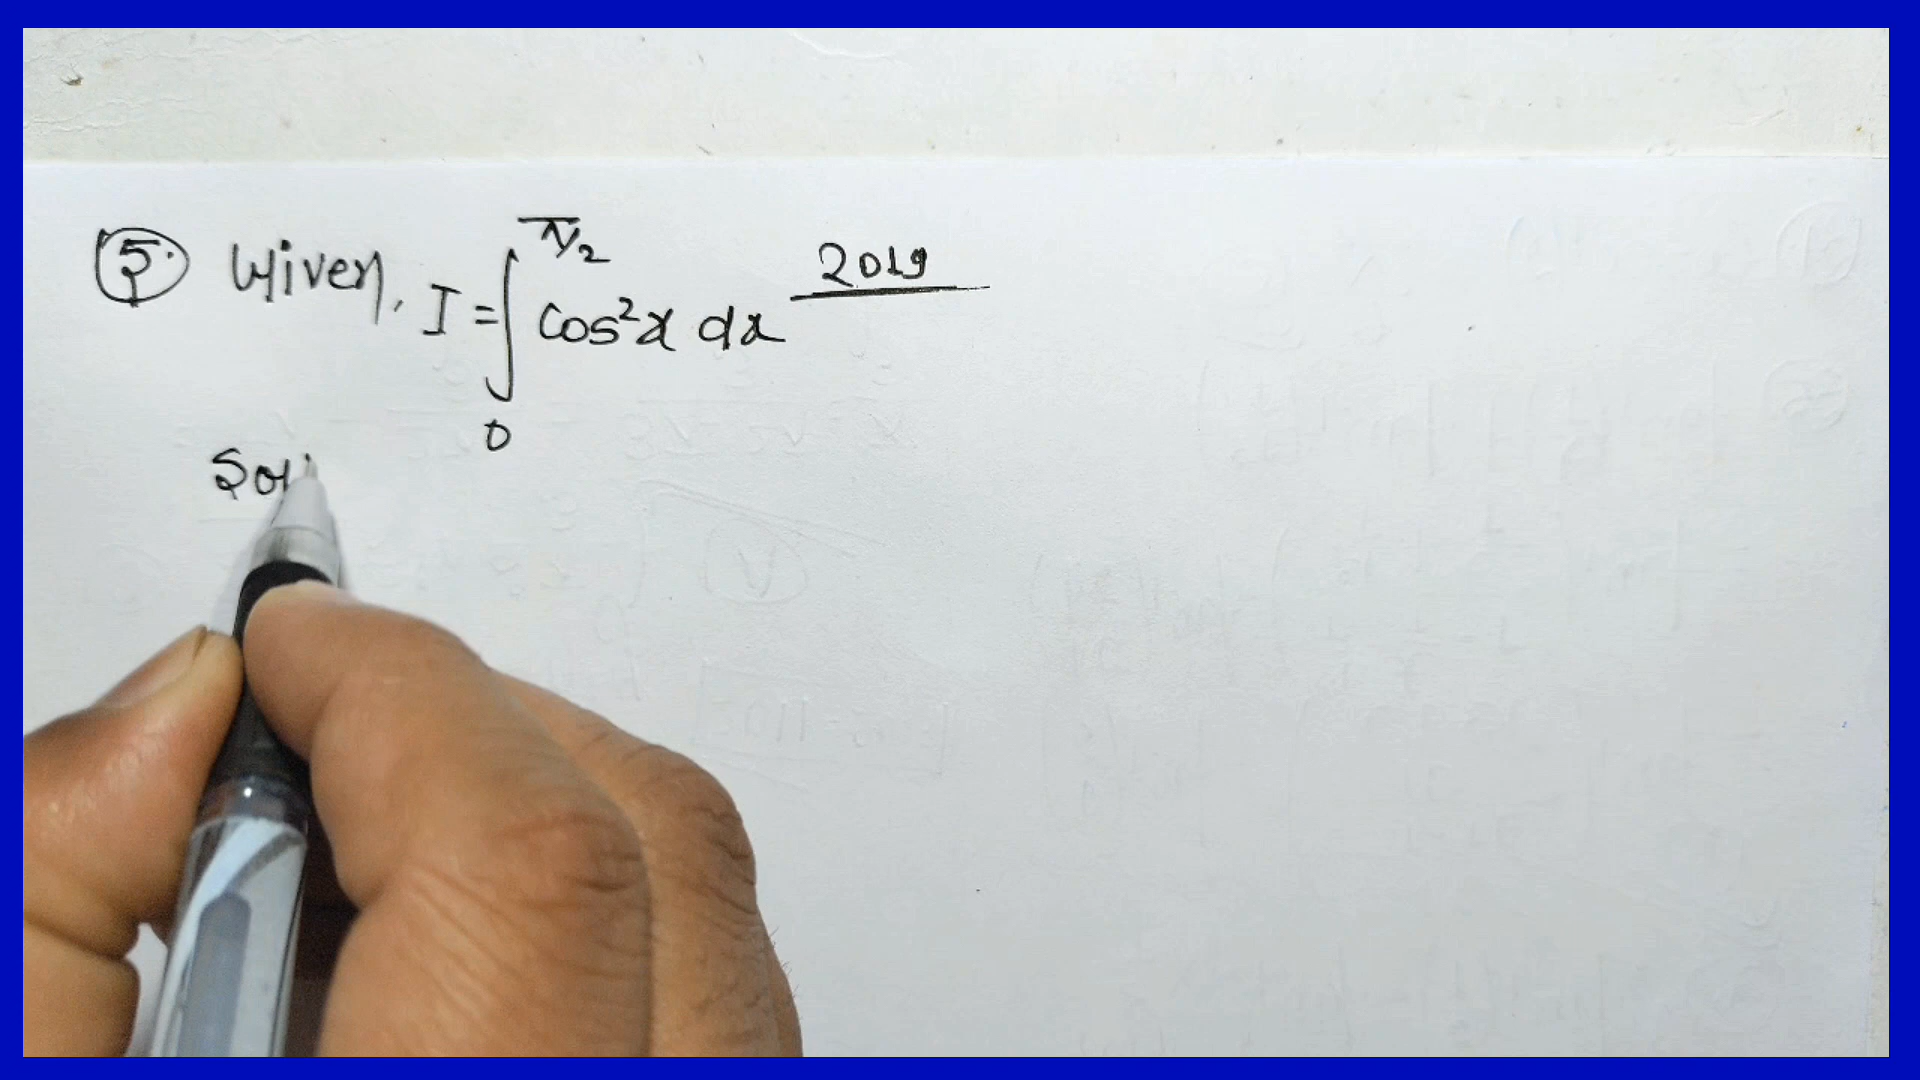 5. Given, I = ∫₀^{π/2} cos²x dx 2019
Sol